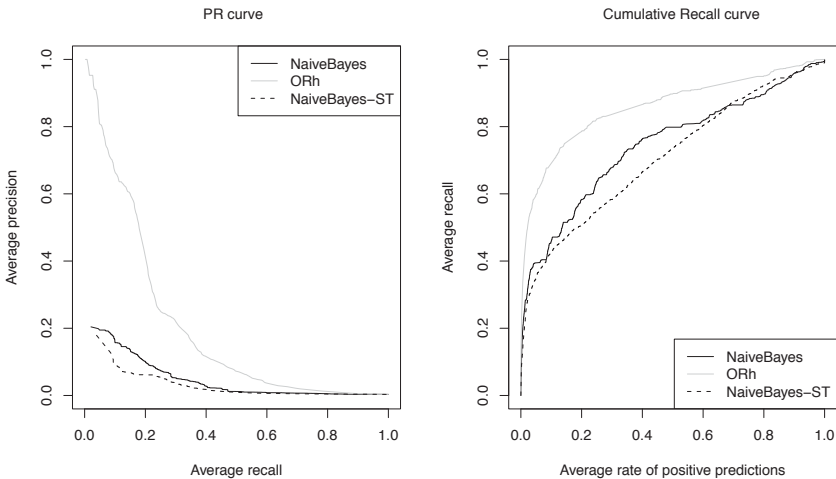 PR curve
NaiveBayes
ORh
NaiveBayes-ST
Average precision
0.0 0.2 0.4 0.6 0.8 1.0
0.0 0.2 0.4 0.6 0.8 1.0
Average recall
Cumulative Recall curve
Average recall
0.0 0.2 0.4 0.6 0.8 1.0
NaiveBayes
ORh
NaiveBayes-ST
0.0 0.2 0.4 0.6 0.8 1.0
Average rate of positive predictions